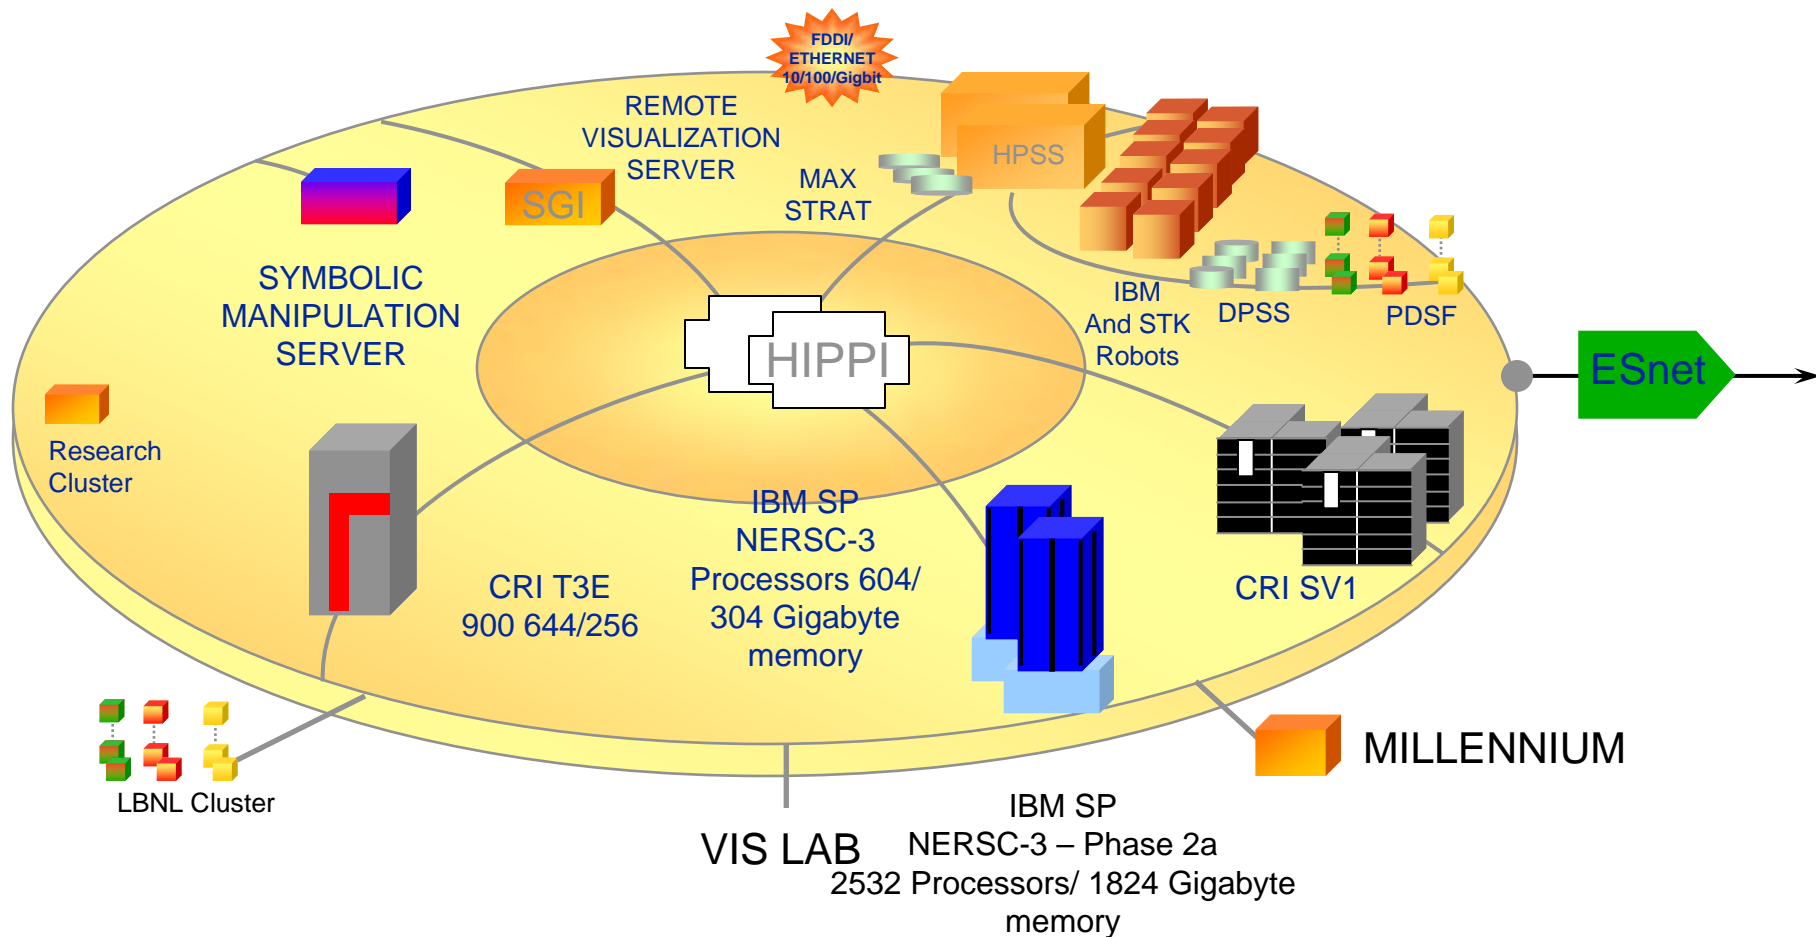 FDDI/
ETHERNET
10/100/Gigbit
REMOTE
VISUALIZATION
SERVER
HPSS
MAX
STRAT
SGI
SYMBOLIC
MANIPULATION
SERVER
IBM
And STK
Robots
DPSS
PDSF
HIPPI
ESnet
Research
Cluster
IBM SP
NERSC-3
Processors 604/
304 Gigabyte
memory
CRI T3E
900 644/256
CRI SV1
LBNL Cluster
MILLENNIUM
VIS LAB
IBM SP
NERSC-3 – Phase 2a
2532 Processors/ 1824 Gigabyte
memory